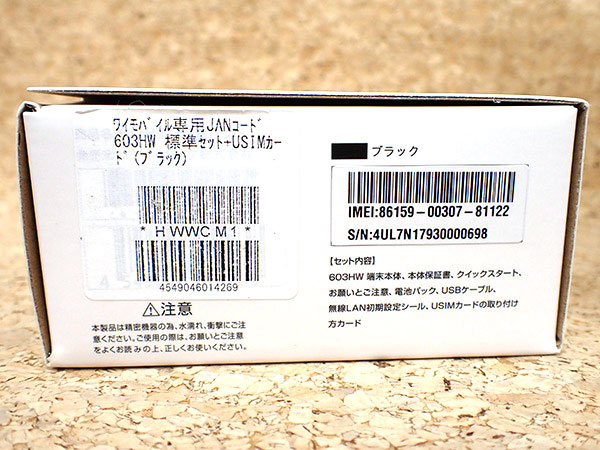 ワイモバイル専用JANコード
603HW 標準セット+USIMカー
ド(ブラック)
* H WWC M 1 *
4549046014269
⚠注意
本製品は精密機器の為、水濡れ、衝撃にご注
意ください。ご使用の際は、お願いとご注意
をよくお読みの上、正しくお使いください。
ブラック
IMEI:86159-00307-81122
S/N:4UL7N17930000698
【セット内容】
603HW 端末本体、本体保証書、クイックスタート、
お願いとご注意、電池パック、USBケーブル、
無線LAN初期設定シール、USIMカードの取り付け
方カード